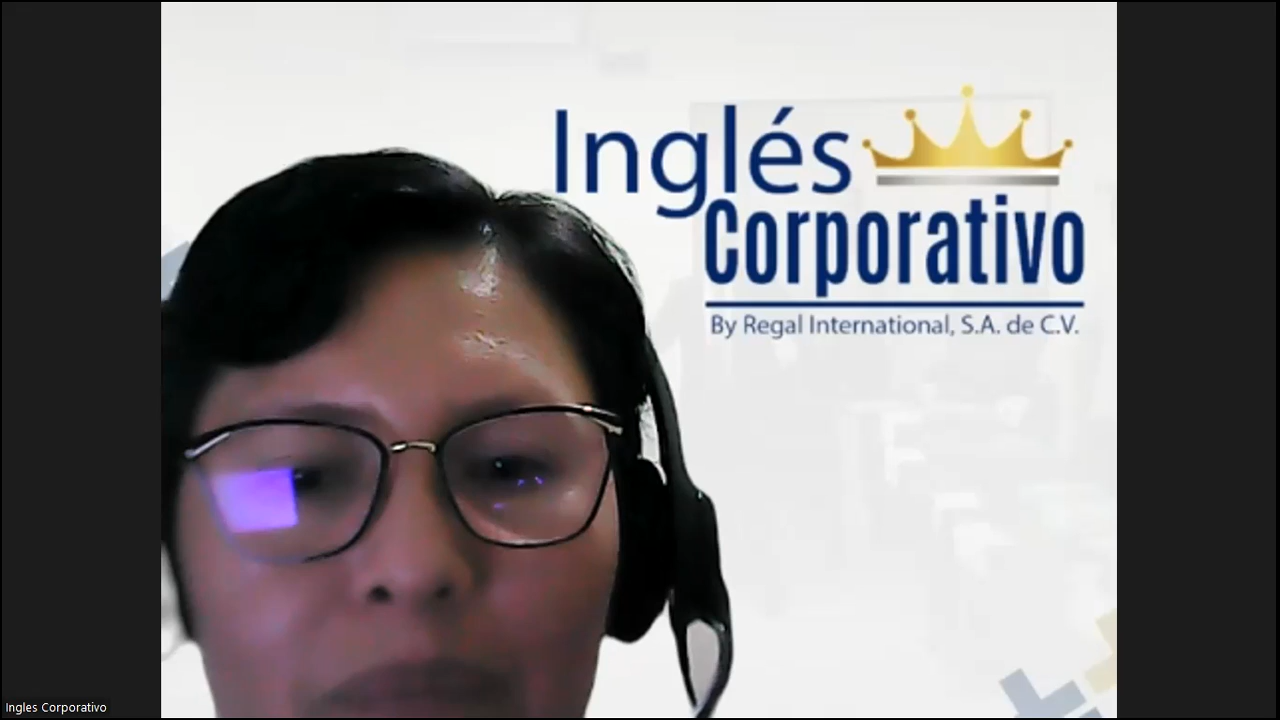 Inglés
Corporativo
By Regal International, S.A. de C.V.
Ingles Corporativo